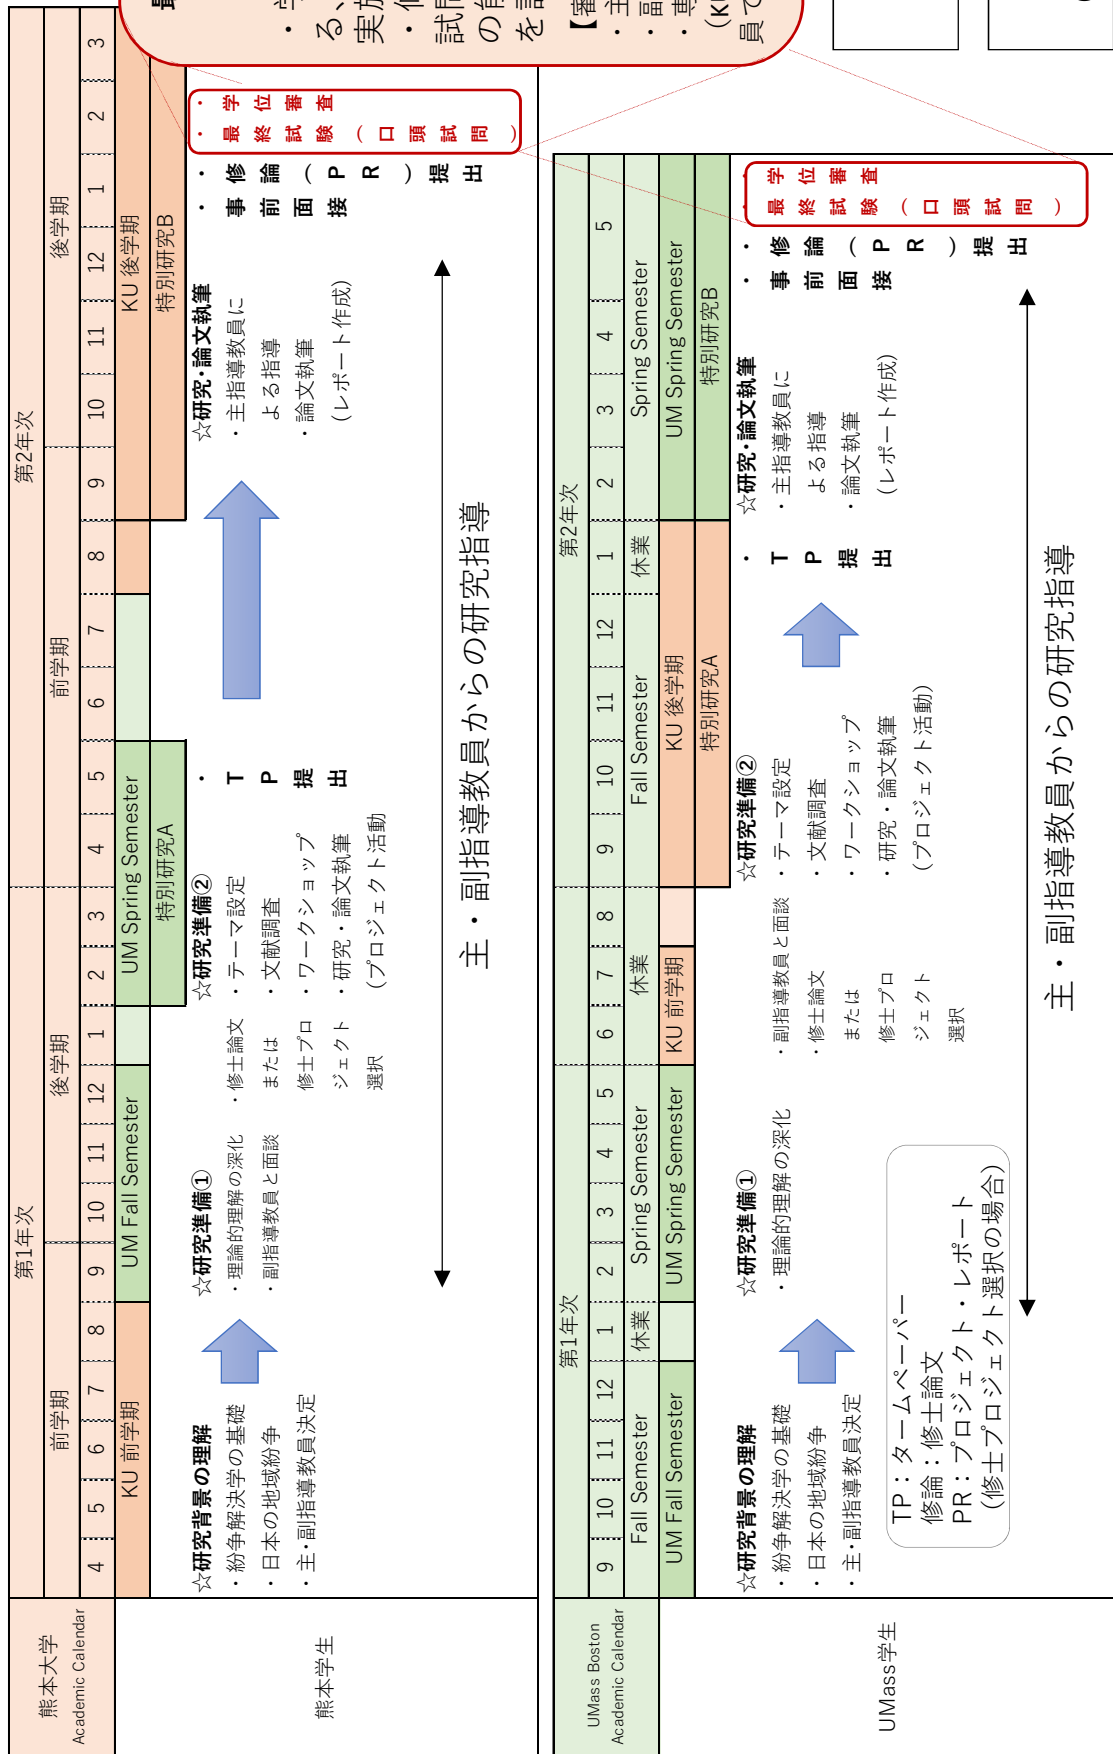 熊本大学
Academic Calendar
第1年次
第2年次
前学期
後学期
前学期
後学期
4 5 6 7 8 9 10 11 12 1 2 3 4 5 6 7 8 9 10 11 12 1 2 3
KU 前学期
UM Fall Semester
UM Spring Semester
KU 後学期
特別研究A
特別研究B
熊本学生
☆研究背景の理解
・紛争解決学の基礎
・日本の地域紛争
・主・副指導教員決定
☆研究準備①
・理論的理解の深化
・副指導教員と面談
・修士論文
または
修士プロ
ジェクト
選択
☆研究準備②
・テーマ設定
・文献調査
・ワークショップ
・研究・論文執筆
(プロジェクト活動
・TP提出
☆研究・論文執筆
・主指導教員に
よる指導
・論文執筆
(レポート作成)
・修論(PR)提出
・事前面接
・学位審査
・最終試験(口頭試問)
主・副指導教員からの研究指導
UMass Boston
Academic Calendar
第1年次
第2年次
9 10 11 12 1 2 3 4 5 6 7 8 9 10 11 12 1 2 3 4 5
Fall Semester
休業
Spring Semester
休業
Fall Semester
休業
Spring Semester
UM Fall Semester
UM Spring Semester
KU 前学期
KU 後学期
UM Spring Semester
特別研究A
特別研究B
UMass学生
☆研究背景の理解
・紛争解決学の基礎
・日本の地域紛争
・主・副指導教員決定
☆研究準備①
・理論的理解の深化
・副指導教員と面談
・修士論文
または
修士プロ
ジェクト
選択
☆研究準備②
・テーマ設定
・文献調査
・ワークショップ
・研究・論文執筆
(プロジェクト活動)
・TP提出
☆研究・論文執筆
・主指導教員に
よる指導
・論文執筆
(レポート作成)
・修論(PR)提出
・事前面接
・学位審査
・最終試験(口頭試問)
TP：タームペーパー
修論：修士論文
PR：プロジェクト・レポート
(修士プロジェクト選択の場合)
主・副指導教員からの研究指導
最
・学
る、
実施
・
試問
の
を
【審
・主
・副
・専
(KU
員で